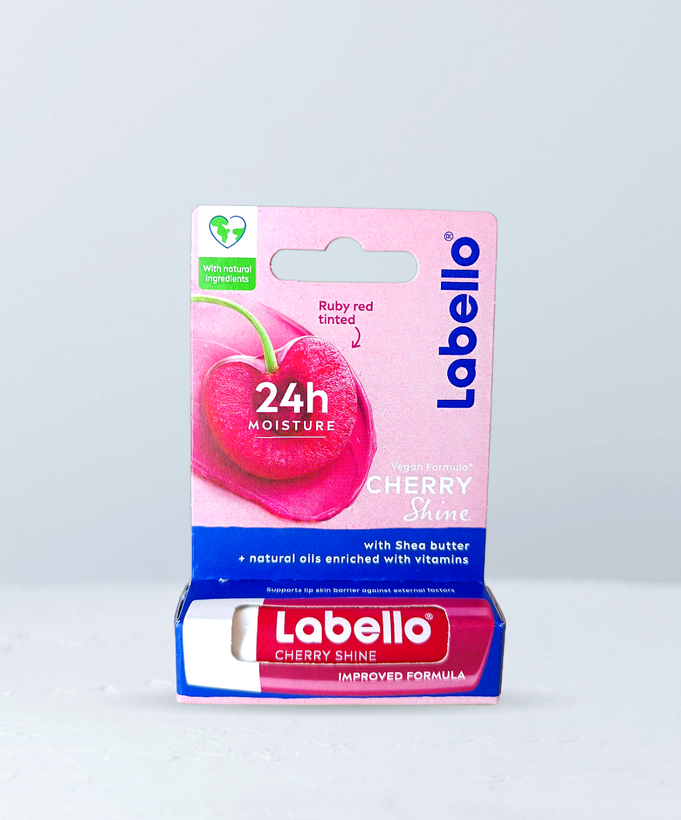 With natural
ingredients
Ruby red
tinted
Labello®
24h
MOISTURE
Vegan Formula*
CHERRY
Shine
with Shea butter
+ natural oils enriched with vitamins
Supports lip skin barrier against external factors
Labello®
CHERRY SHINE
IMPROVED FORMULA